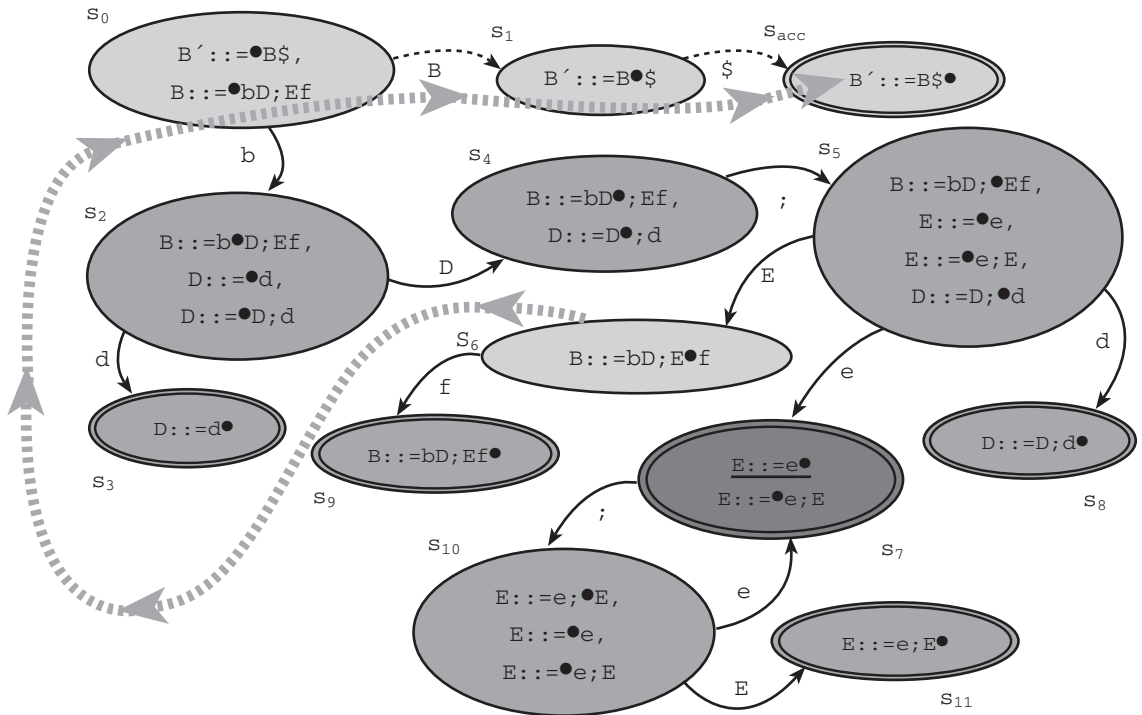 s0
B´::=●B$,
B::=●bD;Ef
B
s1
B´::=B●$
$
sacc
B´::=B$●
b
s2
B::=b●D;Ef,
D::=●d,
D::=●D;d
D
s4
B::=bD●;Ef,
D::=D●;d
;
s5
B::=bD;●Ef,
E::=●e,
E::=●e;E,
D::=D;●d
E
d
s3
D::=d●
S6
B::=bD;E●f
f
s9
B::=bD;Ef●
e
E::=e●
E::=●e;E
s7
d
D::=D;d●
s8
;
s10
E::=e;●E,
E::=●e,
E::=●e;E
e
E
E::=e;E●
s11